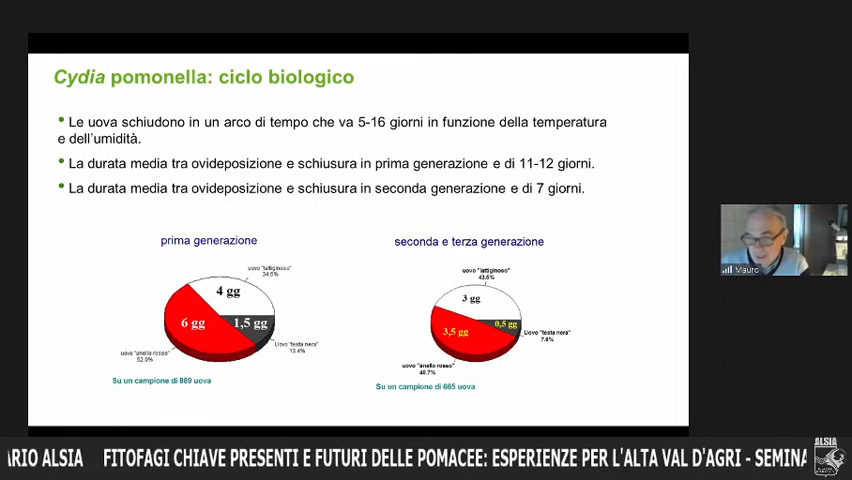 Cydia pomonella: ciclo biologico
• Le uova schiudono in un arco di tempo che va 5-16 giorni in funzione della temperatura
e dell'umidità.
• La durata media tra ovideposizione e schiusura in prima generazione e di 11-12 giorni.
• La durata media tra ovideposizione e schiusura in seconda generazione e di 7 giorni.
prima generazione
uovo "lattiginoso"
34.6%
4 gg
6 gg
1,5 gg
Uovo "testa nera"
13.4%
uovo "anello rosso"
52.0%
Su un campione di 889 uova
seconda e terza generazione
uovo "lattiginoso"
43.5%
3 gg
0,5 gg
3,5 gg
Uovo "testa nera"
7.8%
uovo "anello rosso"
48.7%
Su un campione di 665 uova
Mauro
RIO ALSIA FITOFAGI CHIAVE PRESENTI E FUTURI DELLE POMACEE: ESPERIENZE PER L'ALTA VAL D'AGRI - SEMINA
ALSIA